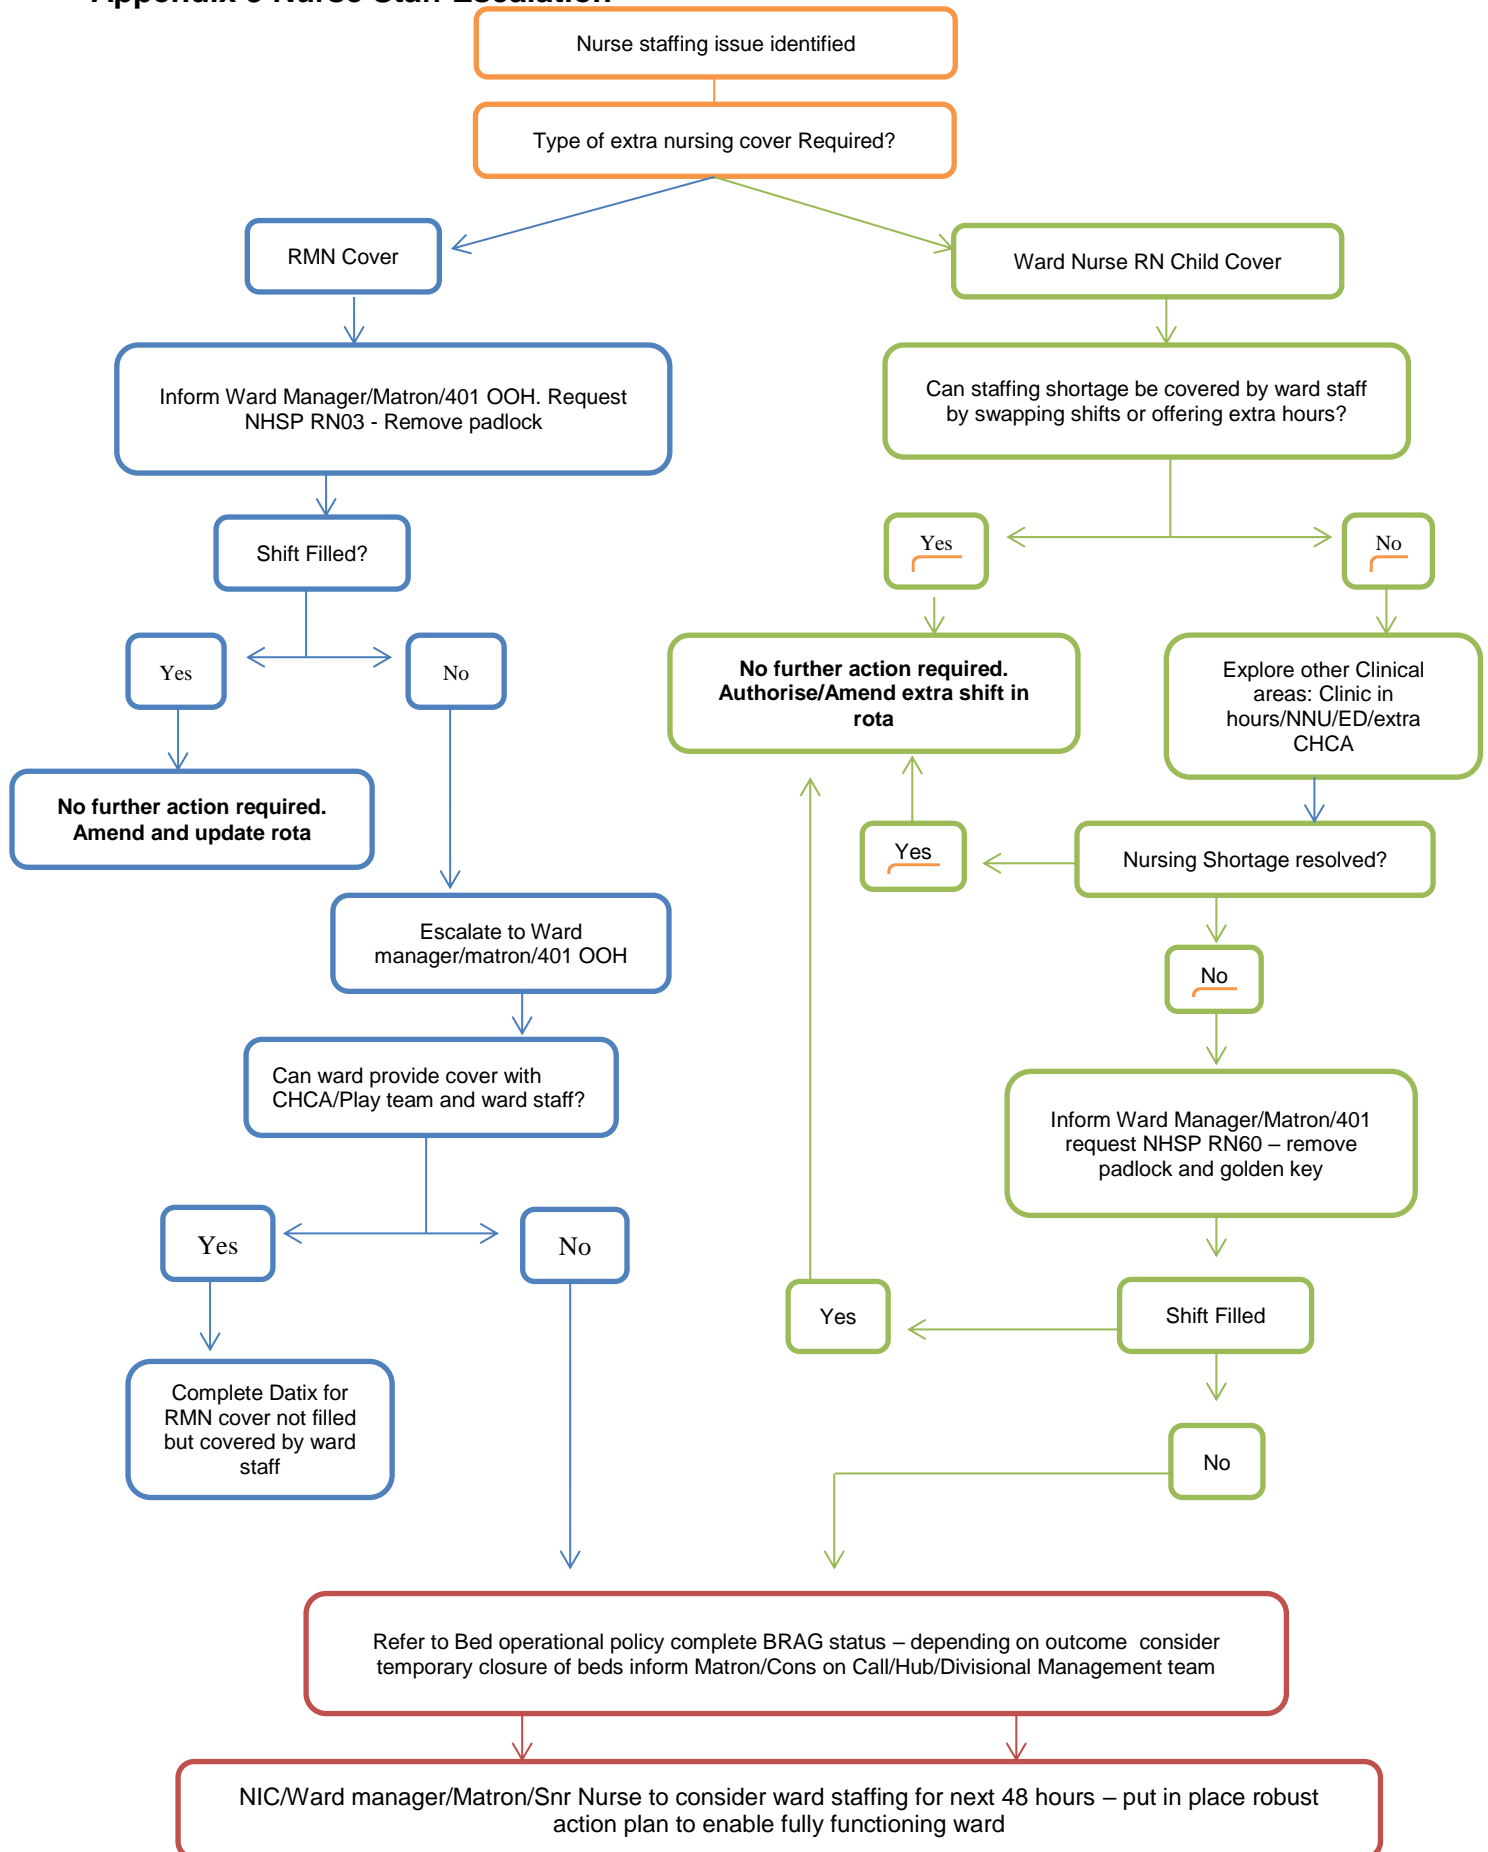 Nurse staffing issue identified
Type of extra nursing cover Required?
RMN Cover
Ward Nurse RN Child Cover
Inform Ward Manager/Matron/401 OOH. Request
NHSP RN03 - Remove padlock
Can staffing shortage be covered by ward staff
by swapping shifts or offering extra hours?
Shift Filled?
Yes
No
Yes
No
No further action required.
Authorise/Amend extra shift in
rota
Explore other Clinical
areas: Clinic in
hours/NNU/ED/extra
CHCA
No further action required.
Amend and update rota
Yes
Nursing Shortage resolved?
Escalate to Ward
manager/matron/401 OOH
No
Can ward provide cover with
CHCA/Play team and ward staff?
Inform Ward Manager/Matron/401
request NHSP RN60 – remove
padlock and golden key
Yes
No
Yes
Shift Filled
Complete Datix for
RMN cover not filled
but covered by ward
staff
No
Refer to Bed operational policy complete BRAG status – depending on outcome  consider
temporary closure of beds inform Matron/Cons on Call/Hub/Divisional Management team
NIC/Ward manager/Matron/Snr Nurse to consider ward staffing for next 48 hours – put in place robust
action plan to enable fully functioning ward